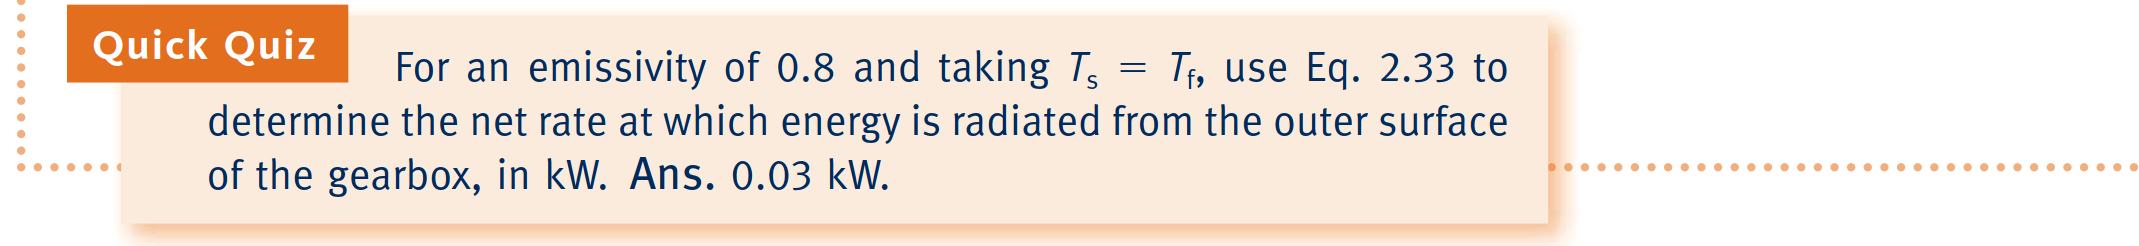 Quick Quiz
For an emissivity of 0.8 and taking Ts = Tf, use Eq. 2.33 to
determine the net rate at which energy is radiated from the outer surface
of the gearbox, in kW. Ans. 0.03 kW.